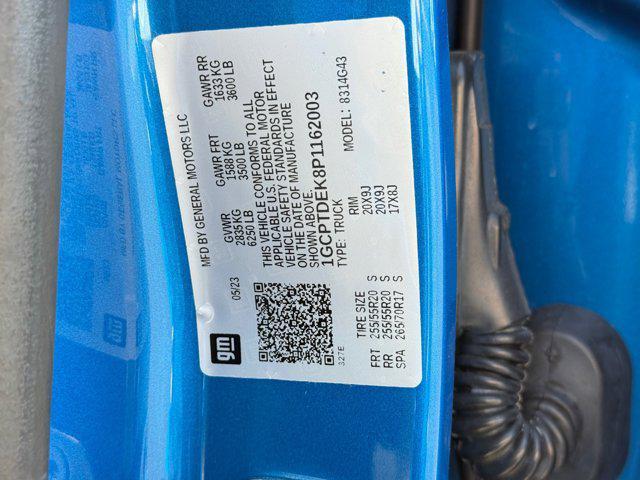 MFD BY GENERAL MOTORS LLC
05/23
GVWR GAWR FRT GAWR RR
2835 KG 1588 KG 1633 KG
6250 LB 3500 LB 3600 LB
THIS VEHICLE CONFORMS TO ALL
APPLICABLE U.S. FEDERAL MOTOR
VEHICLE SAFETY STANDARDS IN EFFECT
ON THE DATE OF MANUFACTURE
SHOWN ABOVE.
1GCPTDEK8P1162003
TYPE: TRUCK MODEL: 8314G43
gm
327E
TIRE SIZE RIM
FRT 255/55R20 S 20X9J
RR 255/55R20 S 20X9J
SPA 265/70R17 S 17X8J